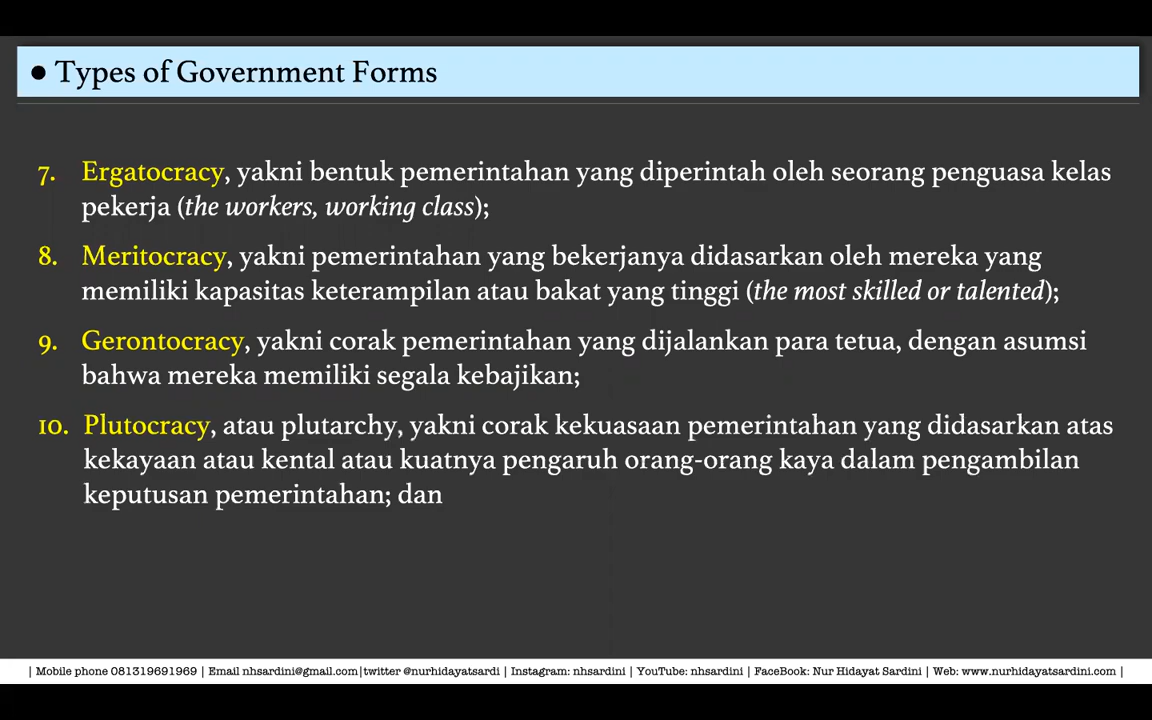 ● Types of Government Forms
7. Ergatocracy, yakni bentuk pemerintahan yang diperintah oleh seorang penguasa kelas
pekerja (the workers, working class);
8. Meritocracy, yakni pemerintahan yang bekerjanya didasarkan oleh mereka yang
memiliki kapasitas keterampilan atau bakat yang tinggi (the most skilled or talented);
9. Gerontocracy, yakni corak pemerintahan yang dijalankan para tetua, dengan asumsi
bahwa mereka memiliki segala kebajikan;
10. Plutocracy, atau plutarchy, yakni corak kekuasaan pemerintahan yang didasarkan atas
kekayaan atau kental atau kuatnya pengaruh orang-orang kaya dalam pengambilan
keputusan pemerintahan; dan
| Mobile phone 081319691969 | Email nhsardini@gmail.com|twitter @nurhidayatsardi | Instagram: nhsardini | YouTube: nhsardini | FaceBook: Nur Hidayat Sardini | Web: www.nurhidayatsardini.com |